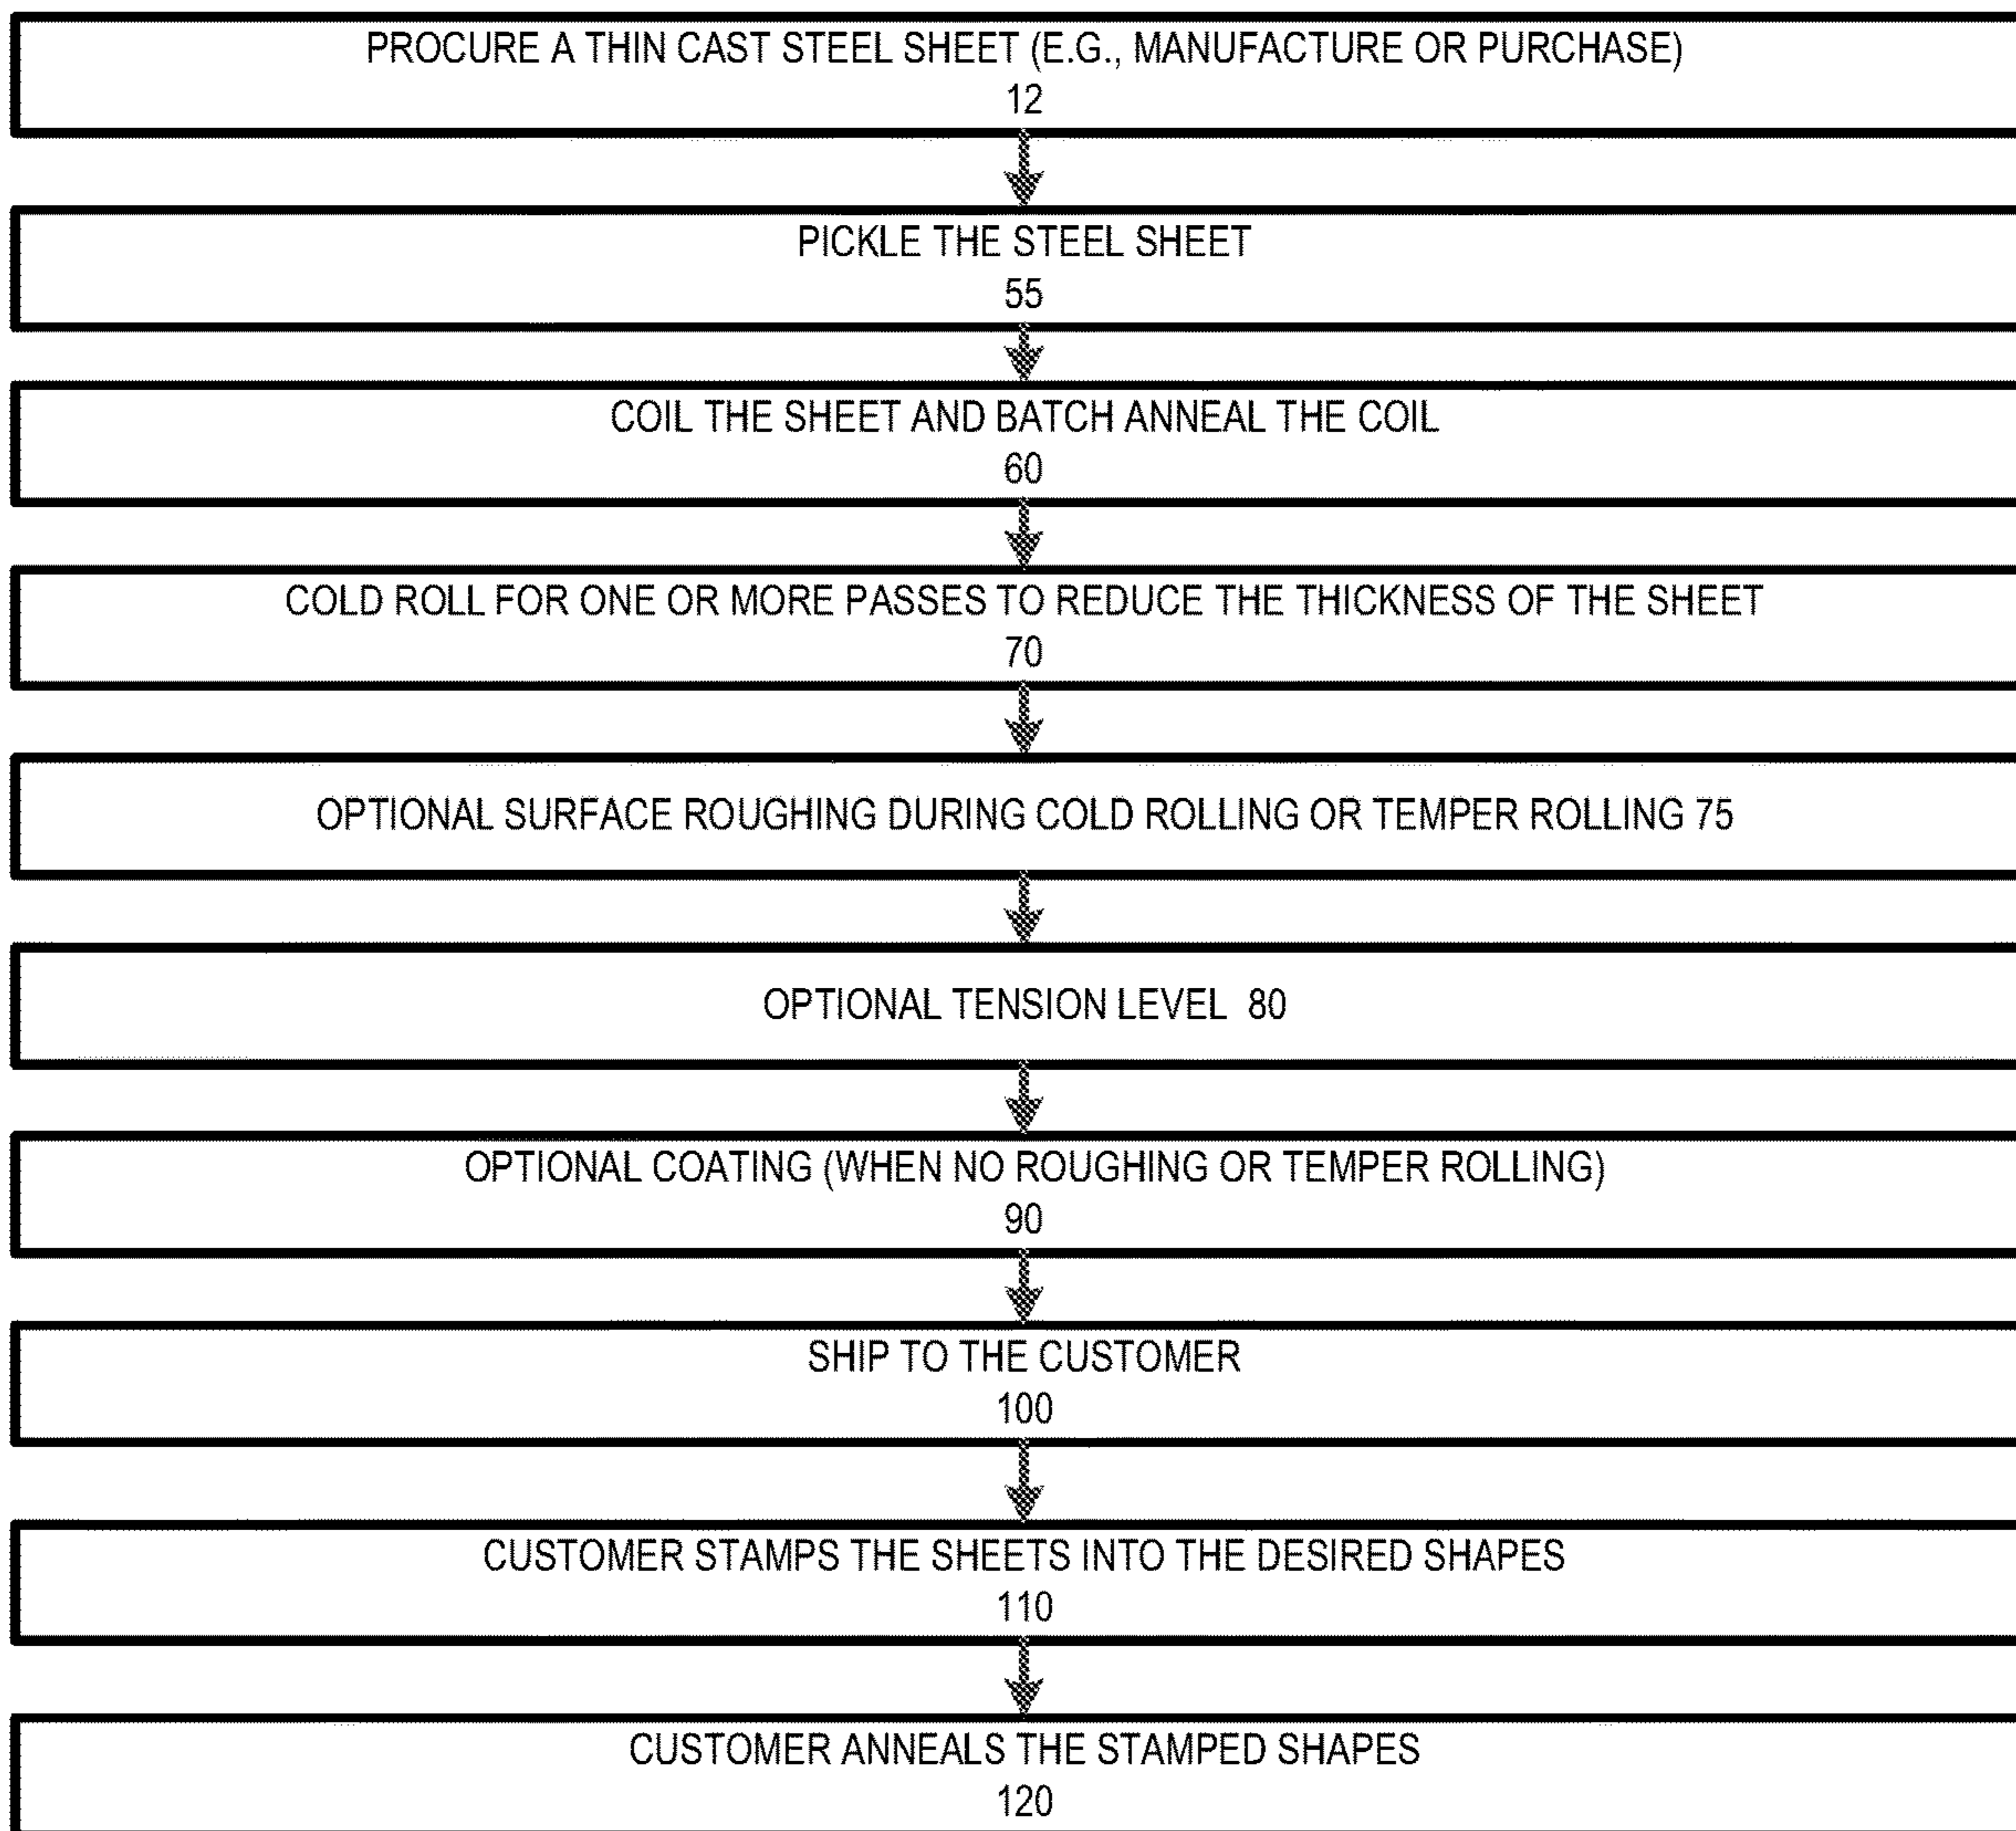 PROCURE A THIN CAST STEEL SHEET (E.G., MANUFACTURE OR PURCHASE)
12
PICKLE THE STEEL SHEET
55
COIL THE SHEET AND BATCH ANNEAL THE COIL
60
COLD ROLL FOR ONE OR MORE PASSES TO REDUCE THE THICKNESS OF THE SHEET
70
OPTIONAL SURFACE ROUGHING DURING COLD ROLLING OR TEMPER ROLLING 75
OPTIONAL TENSION LEVEL 80
OPTIONAL COATING (WHEN NO ROUGHING OR TEMPER ROLLING)
90
SHIP TO THE CUSTOMER
100
CUSTOMER STAMPS THE SHEETS INTO THE DESIRED SHAPES
110
CUSTOMER ANNEALS THE STAMPED SHAPES
120